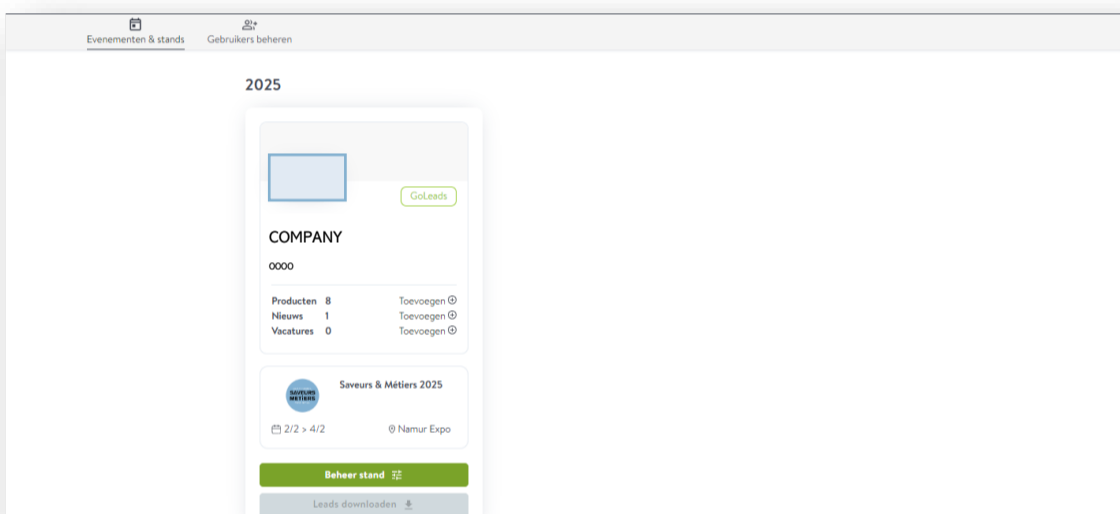 Evenementen & stands
Gebruikers beheren
2025
GoLeads
COMPANY
0000
Producten 8 Toevoegen
Nieuws 1 Toevoegen
Vacatures 0 Toevoegen
SAVEURS
METIERS
Saveurs & Métiers 2025
2/2 > 4/2
Namur Expo
Beheer stand
Leads downloaden